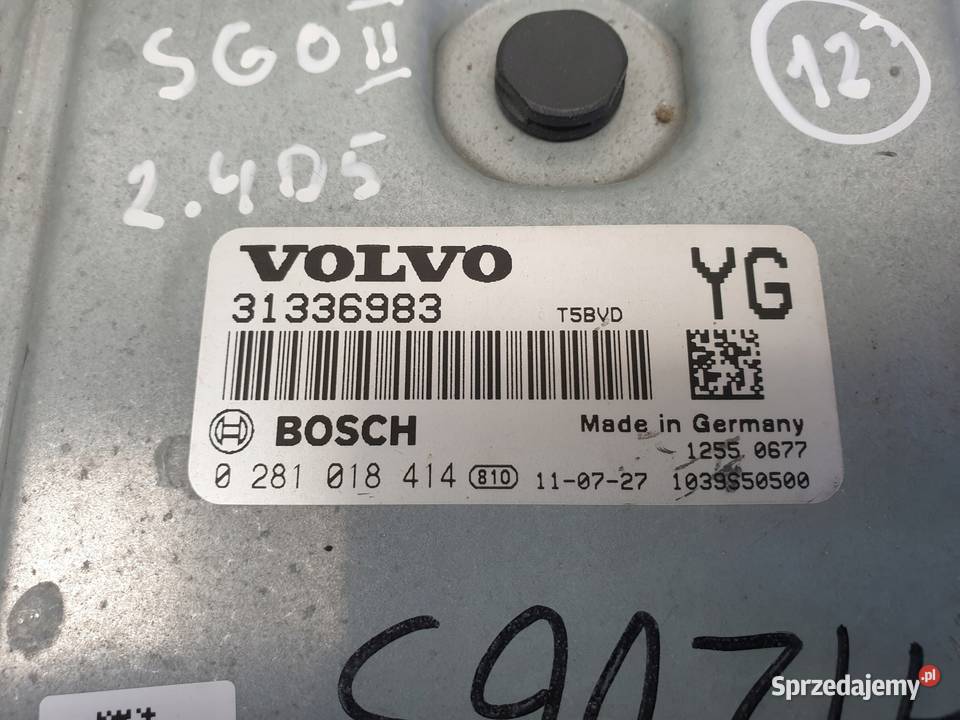 S60 II
12
2.4D5
VOLVO
YG
31336983
T5BVD
BOSCH
Made in Germany
1255 0677
0 281 018 414 810 11-07-27 1039S50500
Sprzedajemy.pl